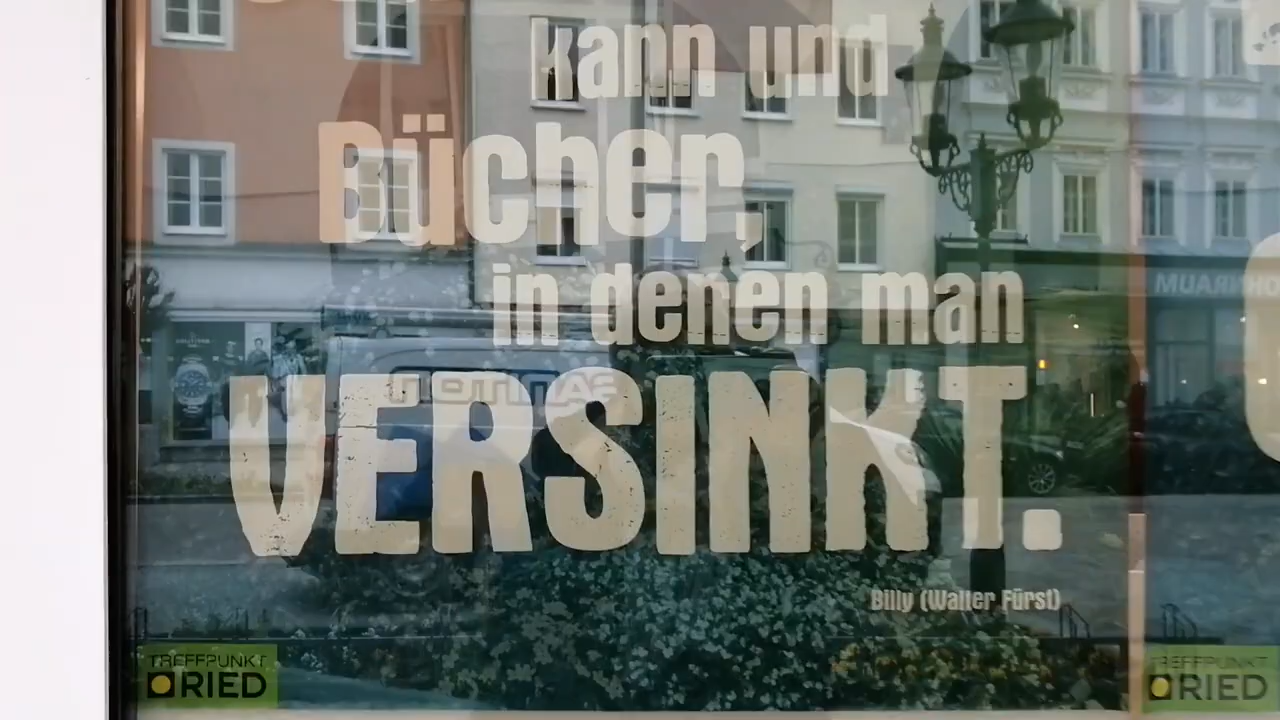 kann und
Bücher,
in denen man
VERSINKT.
Billy (Walter Fürst)
TREFFPUNKT
RIED
TREFFPUNKT
RIED